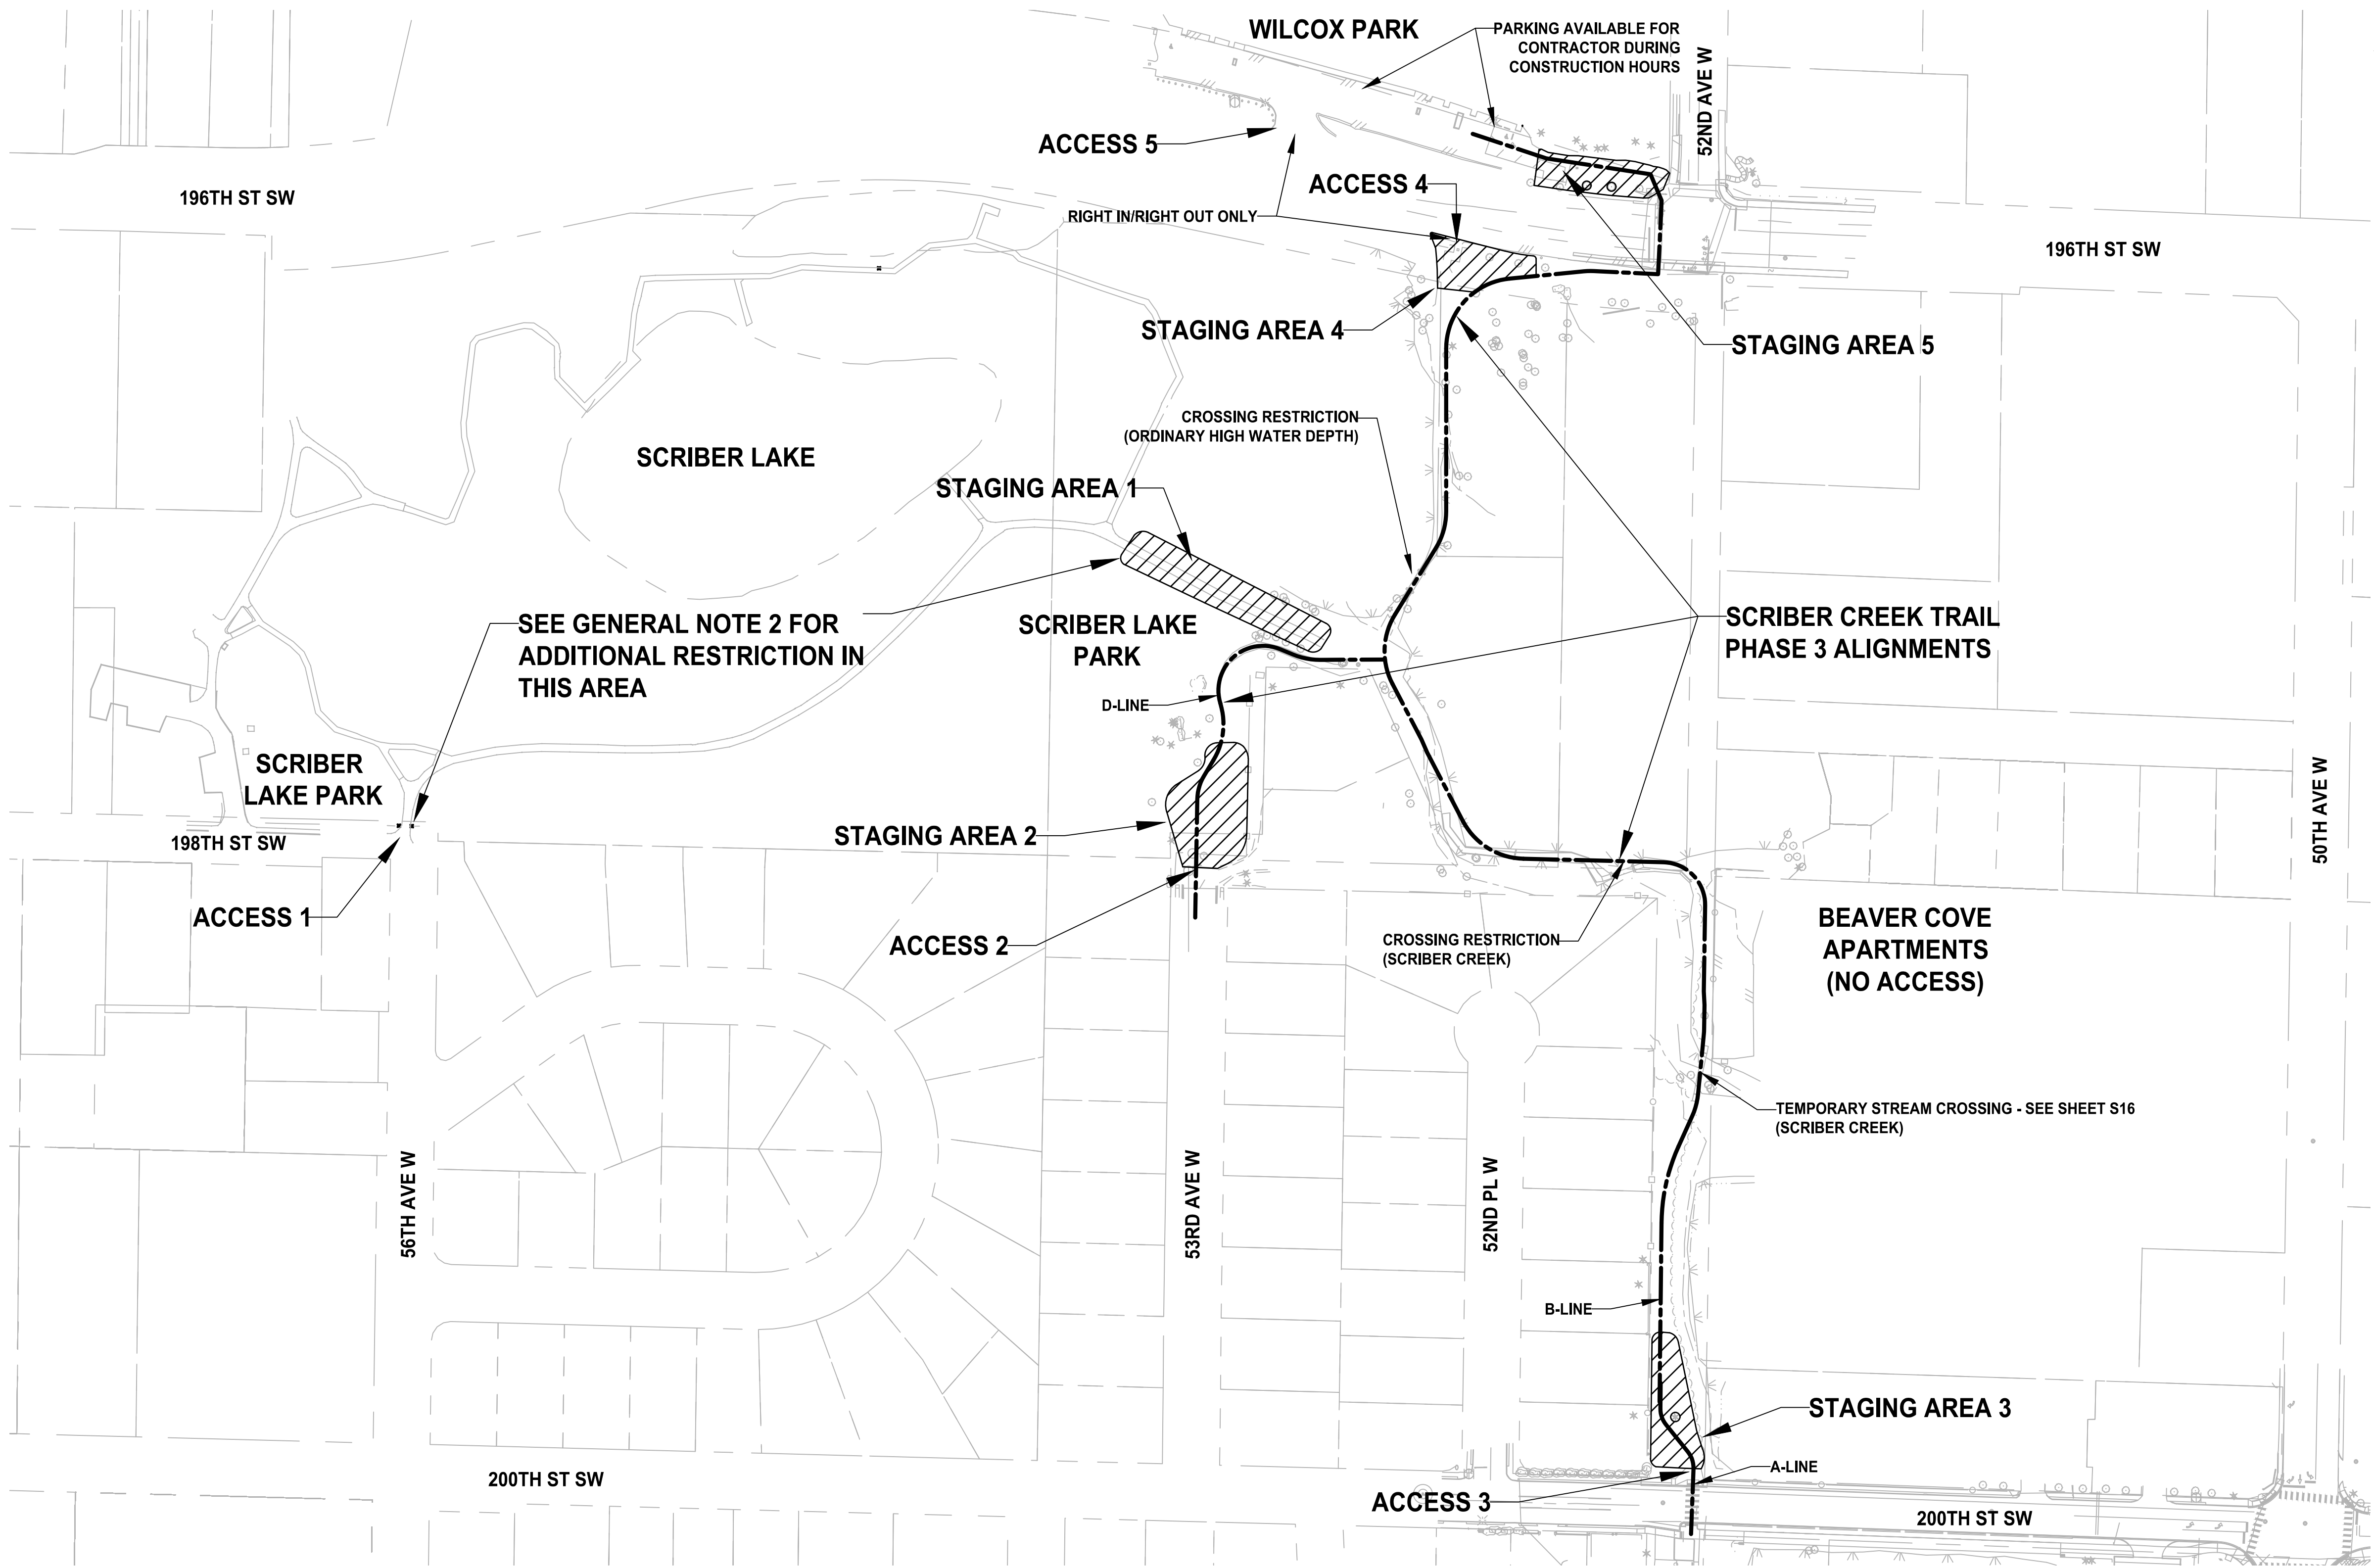 WILCOX PARK
PARKING AVAILABLE FOR
CONTRACTOR DURING
CONSTRUCTION HOURS
52ND AVE W
ACCESS 5
ACCESS 4
196TH ST SW
RIGHT IN/RIGHT OUT ONLY
196TH ST SW
STAGING AREA 4
STAGING AREA 5
CROSSING RESTRICTION
(ORDINARY HIGH WATER DEPTH)
SCRIBER LAKE
STAGING AREA 1
SEE GENERAL NOTE 2 FOR
ADDITIONAL RESTRICTION IN
THIS AREA
SCRIBER LAKE
PARK
SCRIBER CREEK TRAIL
PHASE 3 ALIGNMENTS
D-LINE
SCRIBER
LAKE PARK
198TH ST SW
STAGING AREA 2
50TH AVE W
ACCESS 1
ACCESS 2
CROSSING RESTRICTION
(SCRIBER CREEK)
BEAVER COVE
APARTMENTS
(NO ACCESS)
TEMPORARY STREAM CROSSING - SEE SHEET S16
(SCRIBER CREEK)
56TH AVE W
53RD AVE W
52ND PL W
B-LINE
STAGING AREA 3
A-LINE
200TH ST SW
ACCESS 3
200TH ST SW